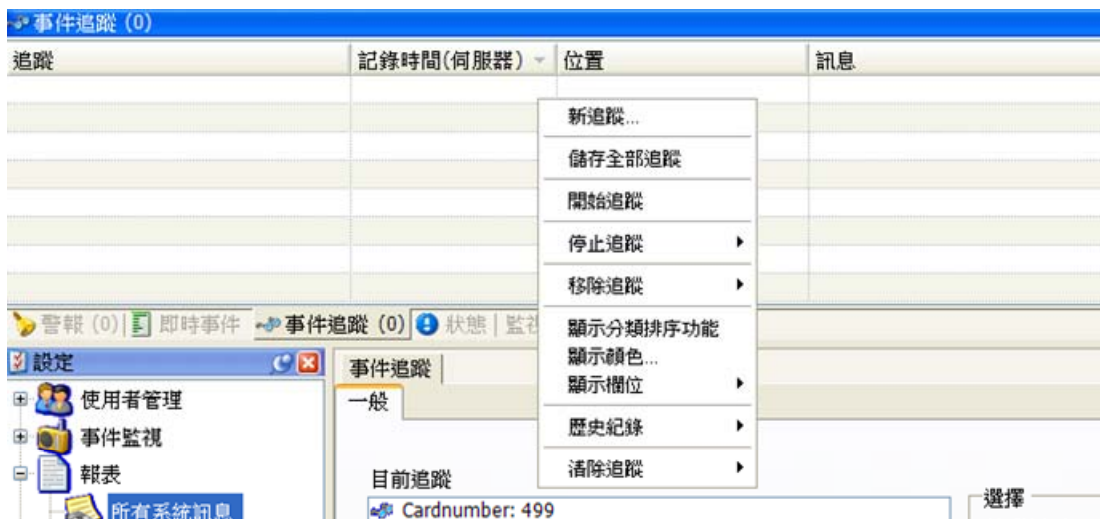 事件追蹤 (0)
追蹤 記錄時間(伺服器) 位置 訊息
新追蹤...
儲存全部追蹤
開始追蹤
停止追蹤
移除追蹤
顯示分類排序功能
顯示顏色...
顯示欄位
歷史紀錄
清除追蹤
警報 (0) 即時事件 事件追蹤 (0) 狀態 監視
設定
使用者管理
事件監視
報表
所有系統訊息
事件追蹤
一般
目前追蹤
Cardnumber: 499
選擇